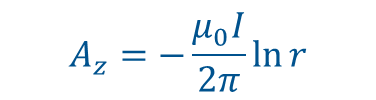 A_z = -\frac{\mu_0 I}{2\pi} \ln r